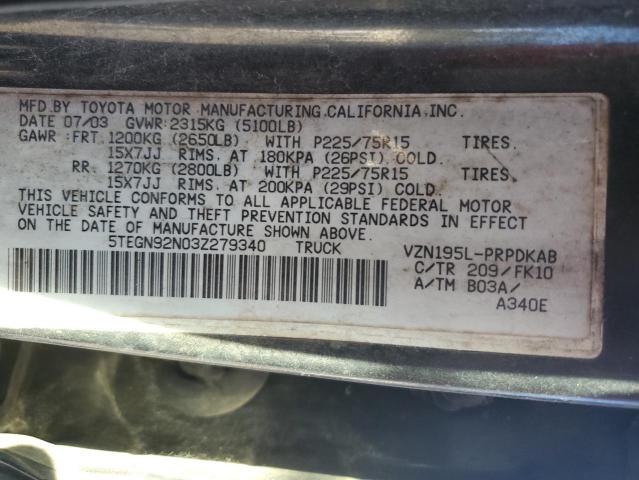 MFD.BY TOYOTA MOTOR MANUFACTURING,CALIFORNIA,INC.
DATE 07/03 GVWR:2315KG (5100LB)
GAWR :FRT. 1200KG (2650LB) WITH P225/75R15 TIRES.
15X7JJ RIMS. AT 180KPA (26PSI) COLD.
RR. 1270KG (2800LB) WITH P225/75R15 TIRES.
15X7JJ RIMS. AT 200KPA (29PSI) COLD.
THIS VEHICLE CONFORMS TO ALL APPLICABLE FEDERAL MOTOR
VEHICLE SAFETY AND THEFT PREVENTION STANDARDS IN EFFECT
ON THE DATE OF MANUFACTURE SHOWN ABOVE.
5TEGN92N03Z279340 TRUCK VZN195L-PRPDKAB
C/TR 209/FK10
A/TM B03A/
A340E